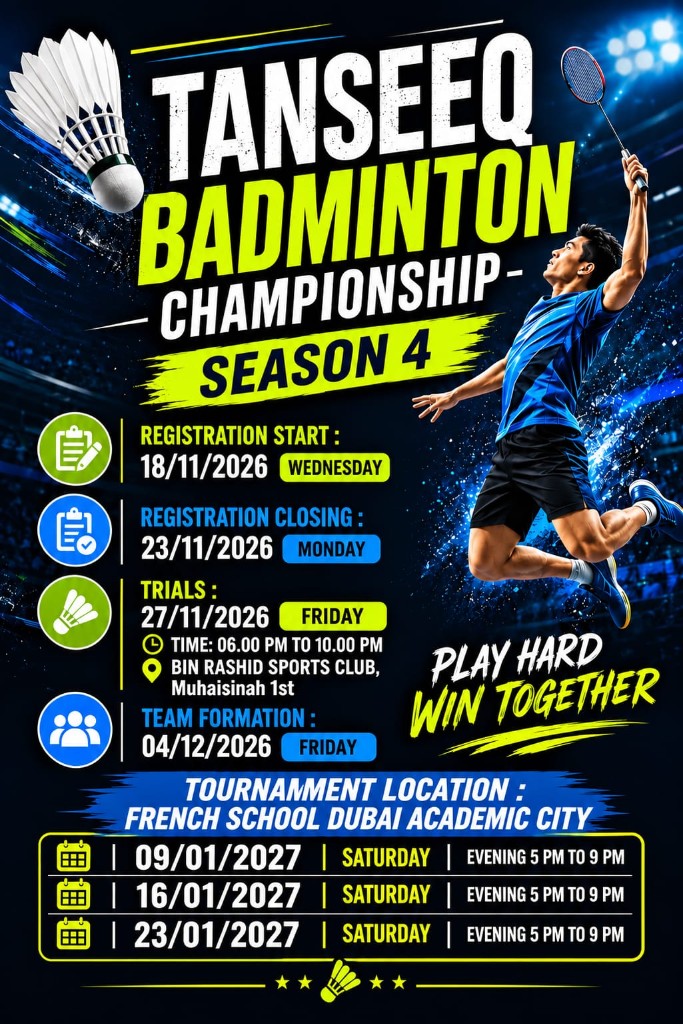 TANSEEQ
BADMINTON
- CHAMPIONSHIP -
SEASON 4
REGISTRATION START :
18/11/2026 WEDNESDAY
REGISTRATION CLOSING :
23/11/2026 MONDAY
TRIALS :
27/11/2026 FRIDAY
TIME: 06.00 PM TO 10.00 PM
BIN RASHID SPORTS CLUB,
Muhaisinah 1st
TEAM FORMATION :
04/12/2026 FRIDAY
PLAY HARD
WIN TOGETHER
TOURNAMMENT LOCATION :
FRENCH SCHOOL DUBAI ACADEMIC CITY
| 09/01/2027 | SATURDAY | EVENING 5 PM TO 9 PM
| 16/01/2027 | SATURDAY | EVENING 5 PM TO 9 PM
| 23/01/2027 | SATURDAY | EVENING 5 PM TO 9 PM